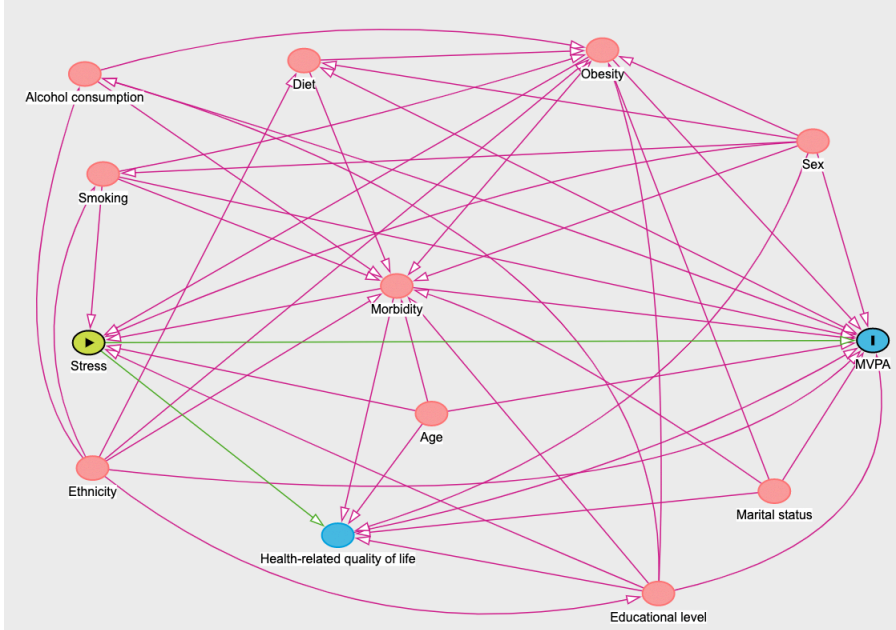 Obesity
Diet
Alcohol consumption
Sex
Smoking
Morbidity
Stress
MVPA
Age
Ethnicity
Marital status
Health-related quality of life
Educational level